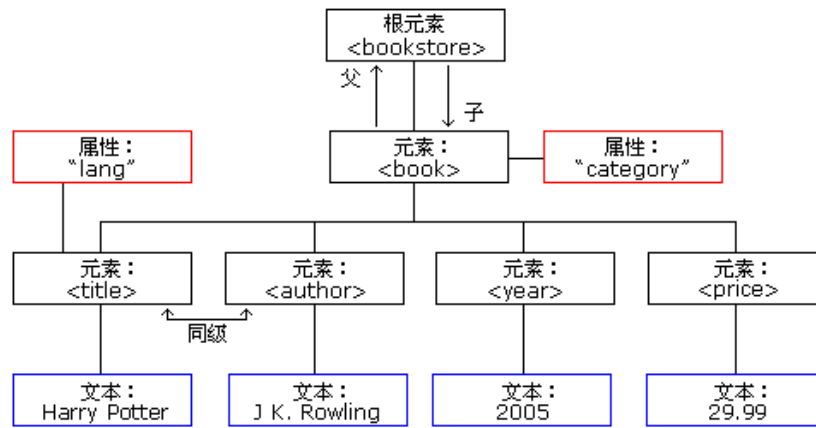 根元素
<bookstore>
父
子
属性：
“lang”
元素：
<book>
属性：
“category”
元素：
<title>
元素：
<author>
元素：
<year>
元素：
<price>
同级
文本：
Harry Potter
文本：
J K. Rowling
文本：
2005
文本：
29.99